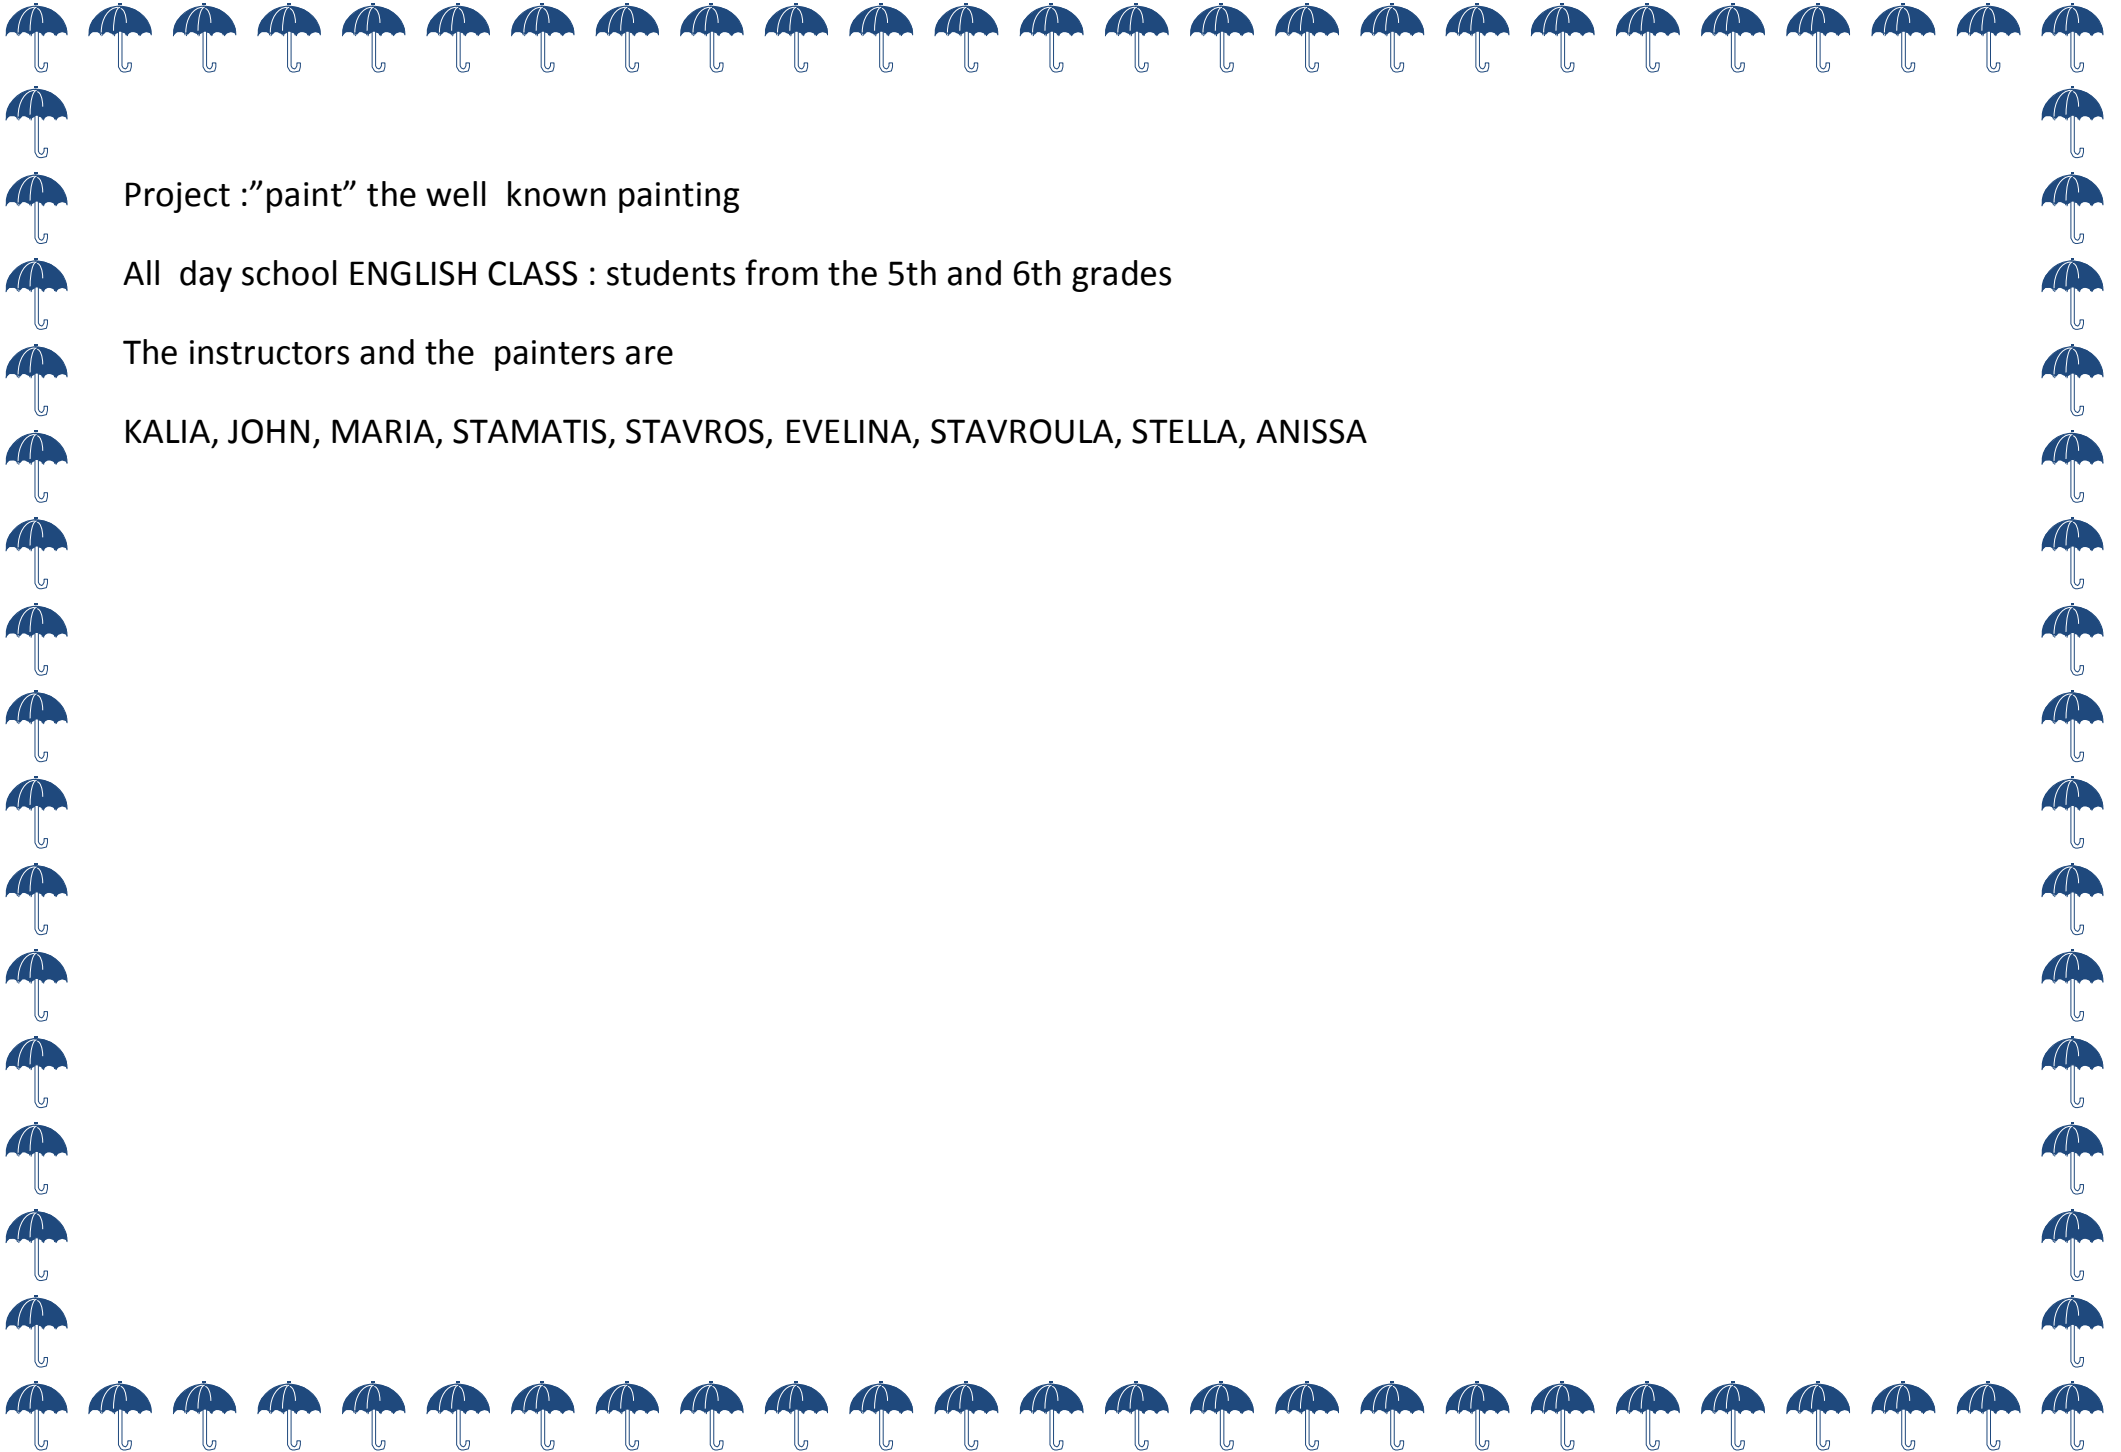 Project :”paint” the well  known painting
All  day school ENGLISH CLASS : students from the 5th and 6th grades
The instructors and the  painters are
KALIA, JOHN, MARIA, STAMATIS, STAVROS, EVELINA, STAVROULA, STELLA, ANISSA